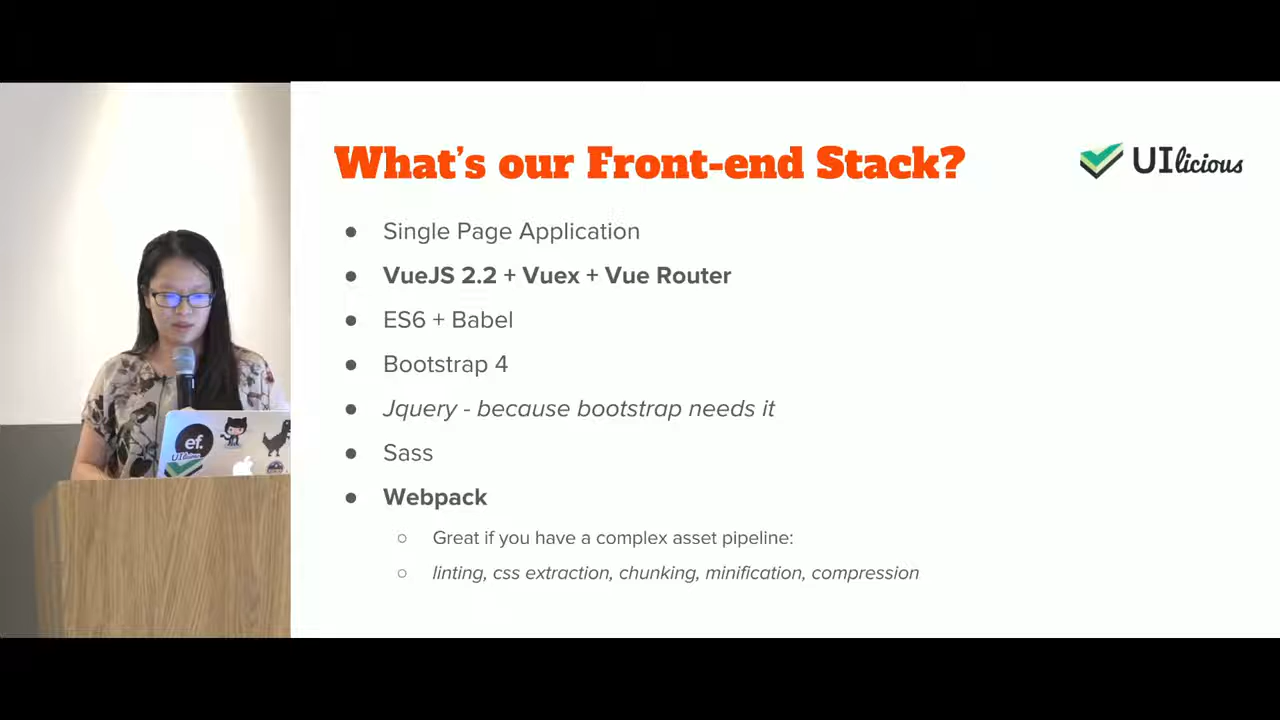 What's our Front-end Stack?
UIlicious
● Single Page Application
● VueJS 2.2 + Vuex + Vue Router
● ES6 + Babel
● Bootstrap 4
● Jquery - because bootstrap needs it
● Sass
● Webpack
○ Great if you have a complex asset pipeline:
○ linting, css extraction, chunking, minification, compression
ef.
UIlicious